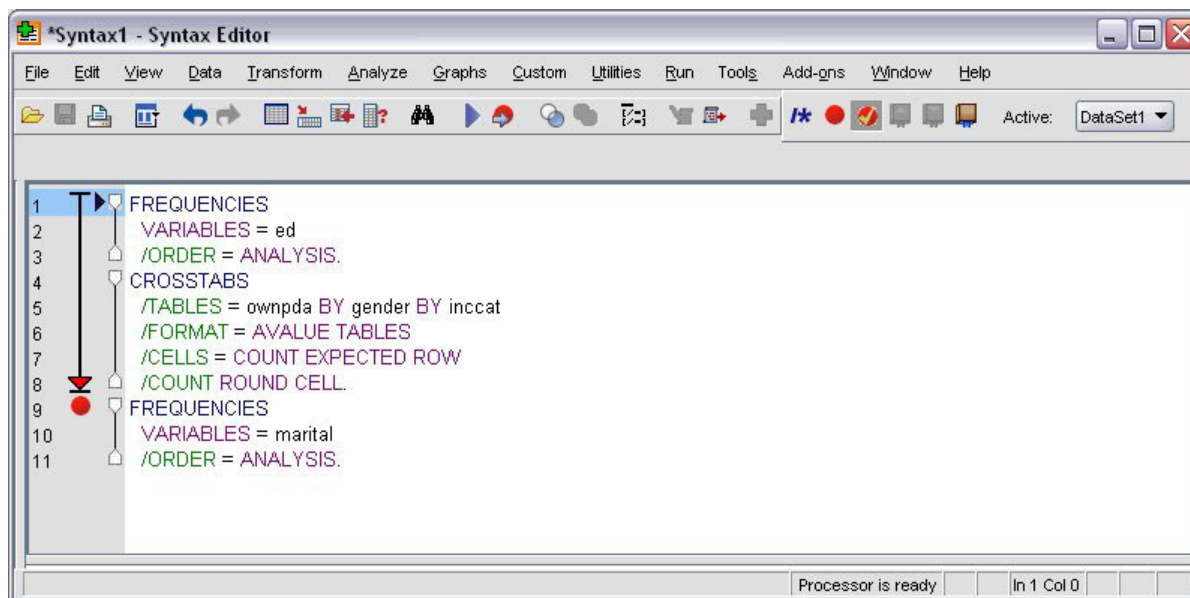 *Syntax1 - Syntax Editor
File Edit View Data Transform Analyze Graphs Custom Utilities Run Tools Add-ons Window Help
Active: DataSet1
1 FREQUENCIES
2 VARIABLES = ed
3 /ORDER = ANALYSIS.
4 CROSSTABS
5 /TABLES = ownpda BY gender BY inccat
6 /FORMAT = AVALUE TABLES
7 /CELLS = COUNT EXPECTED ROW
8 /COUNT ROUND CELL.
9 FREQUENCIES
10 VARIABLES = marital
11 /ORDER = ANALYSIS.
Processor is ready In 1 Col 0